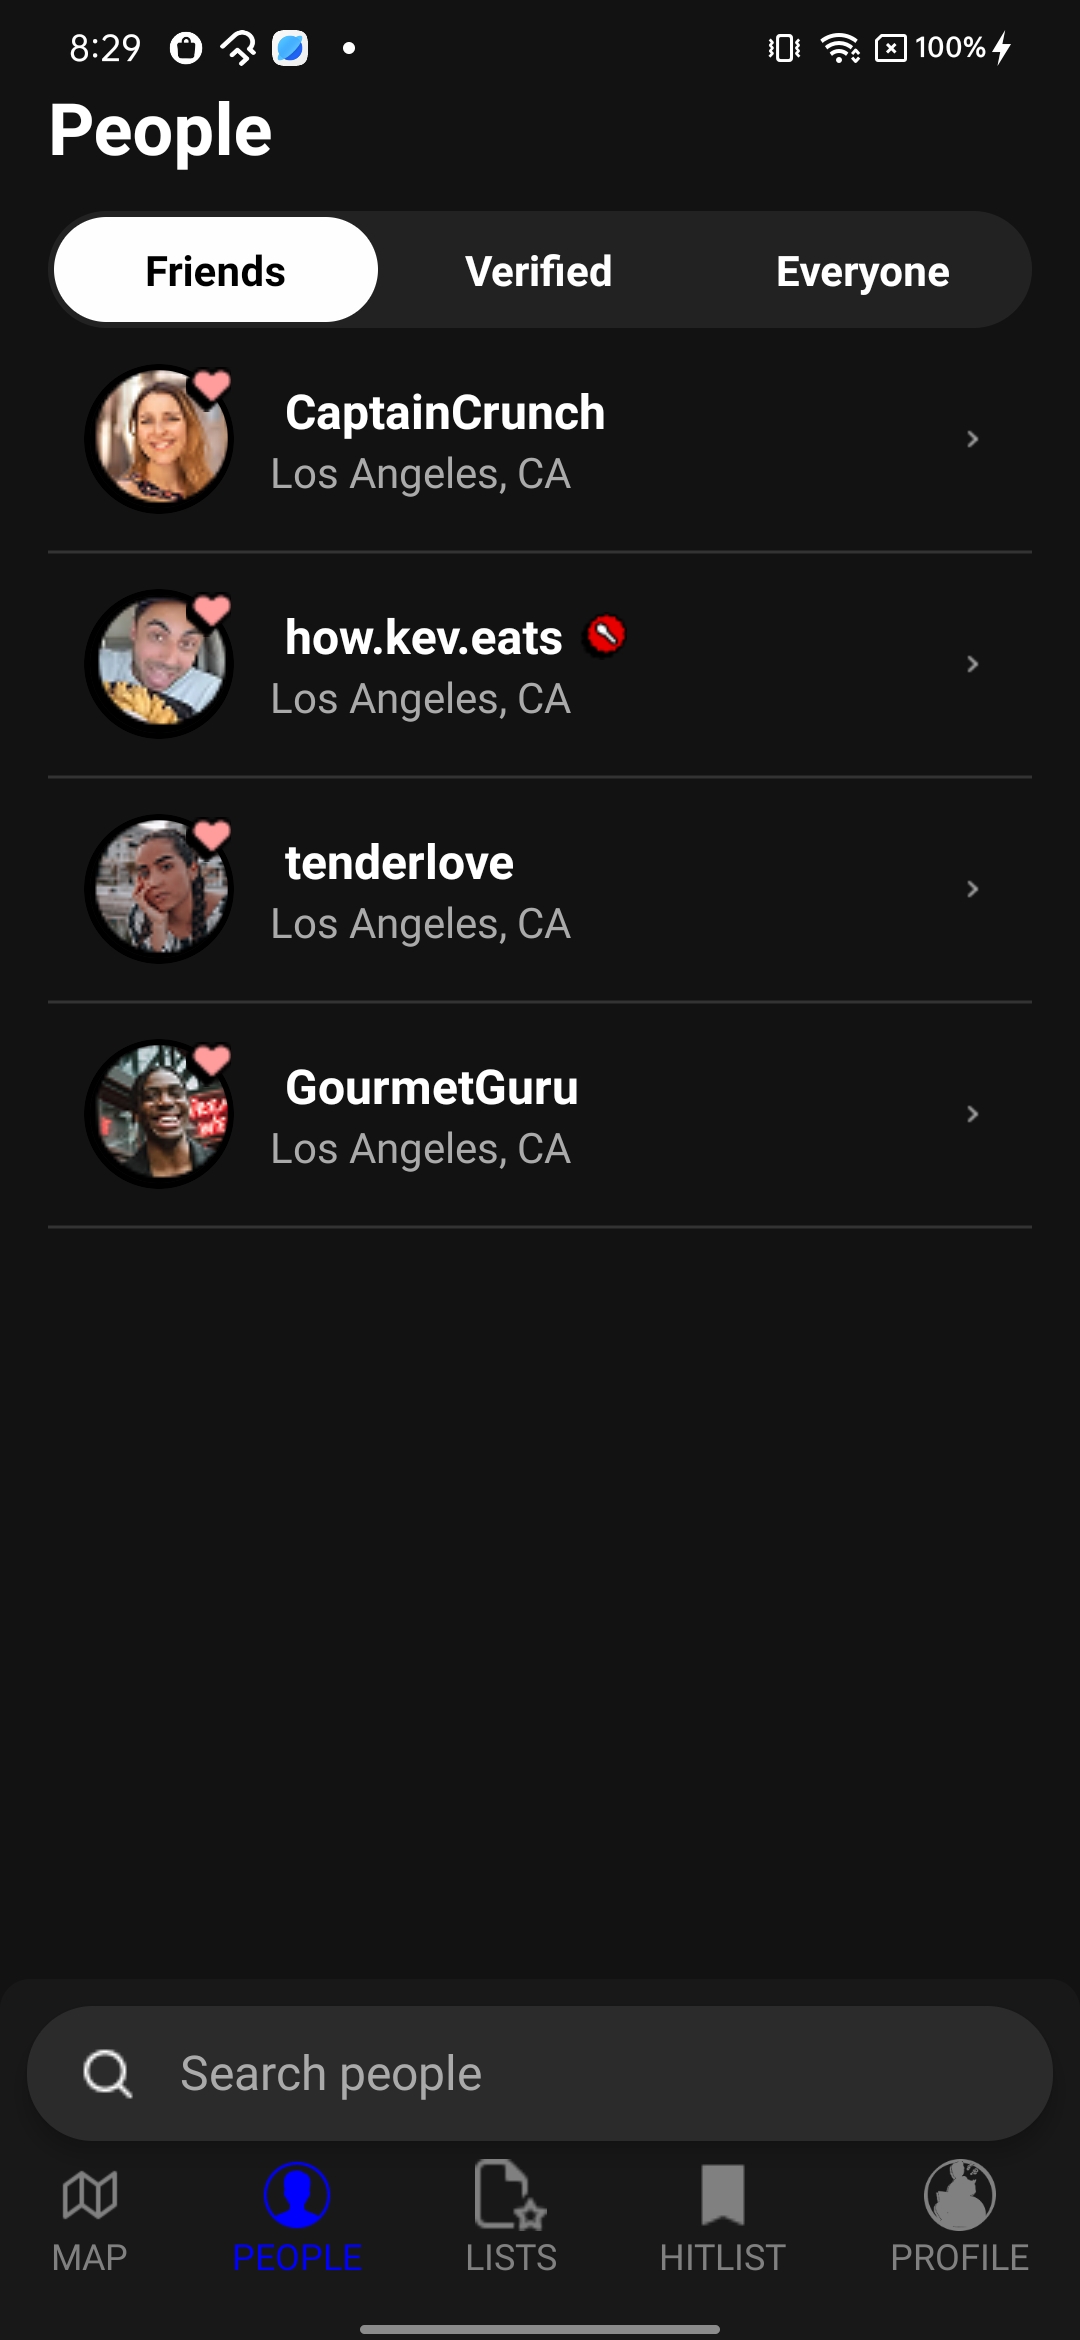 8:29
100%
People
Friends
Verified
Everyone
CaptainCrunch
Los Angeles, CA
how.kev.eats
Los Angeles, CA
tenderlove
Los Angeles, CA
GourmetGuru
Los Angeles, CA
Search people
MAP
PEOPLE
LISTS
HITLIST
PROFILE